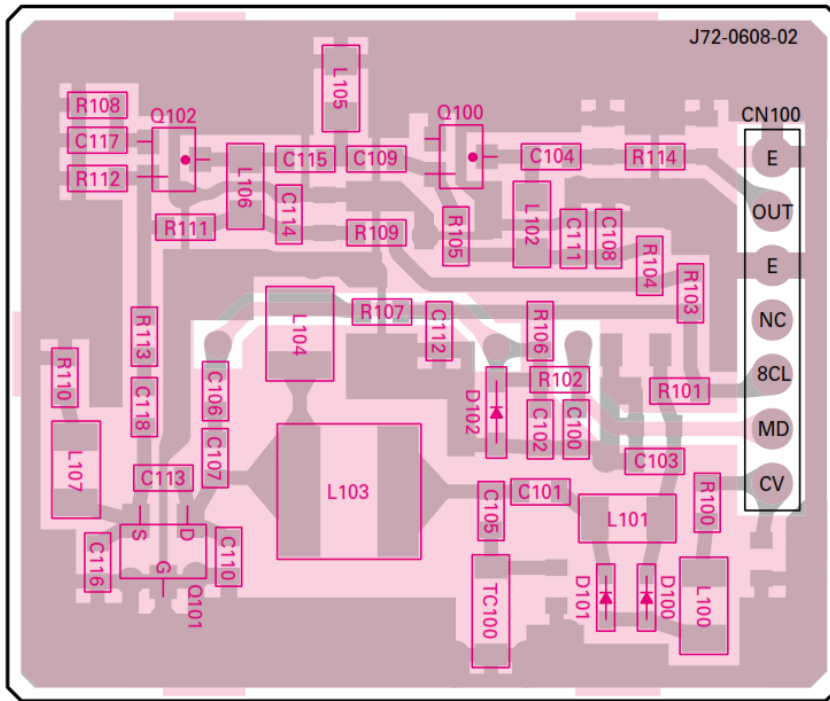 J72-0608-02
L105
R108
Q102
Q100
CN100
C117
C115
C109
C104
R114
E
R112
L106
C114
R105
L102
OUT
R111
R109
C111
C108
R104
E
R103
L104
R107
C112
R106
NC
R113
R110
C106
D102
R102
R101
8CL
C118
C107
C102
C100
MD
L107
C113
L103
C103
CV
C105
C101
L101
R100
S
D
C116
G
C110
Q101
TC100
D101
D100
L100